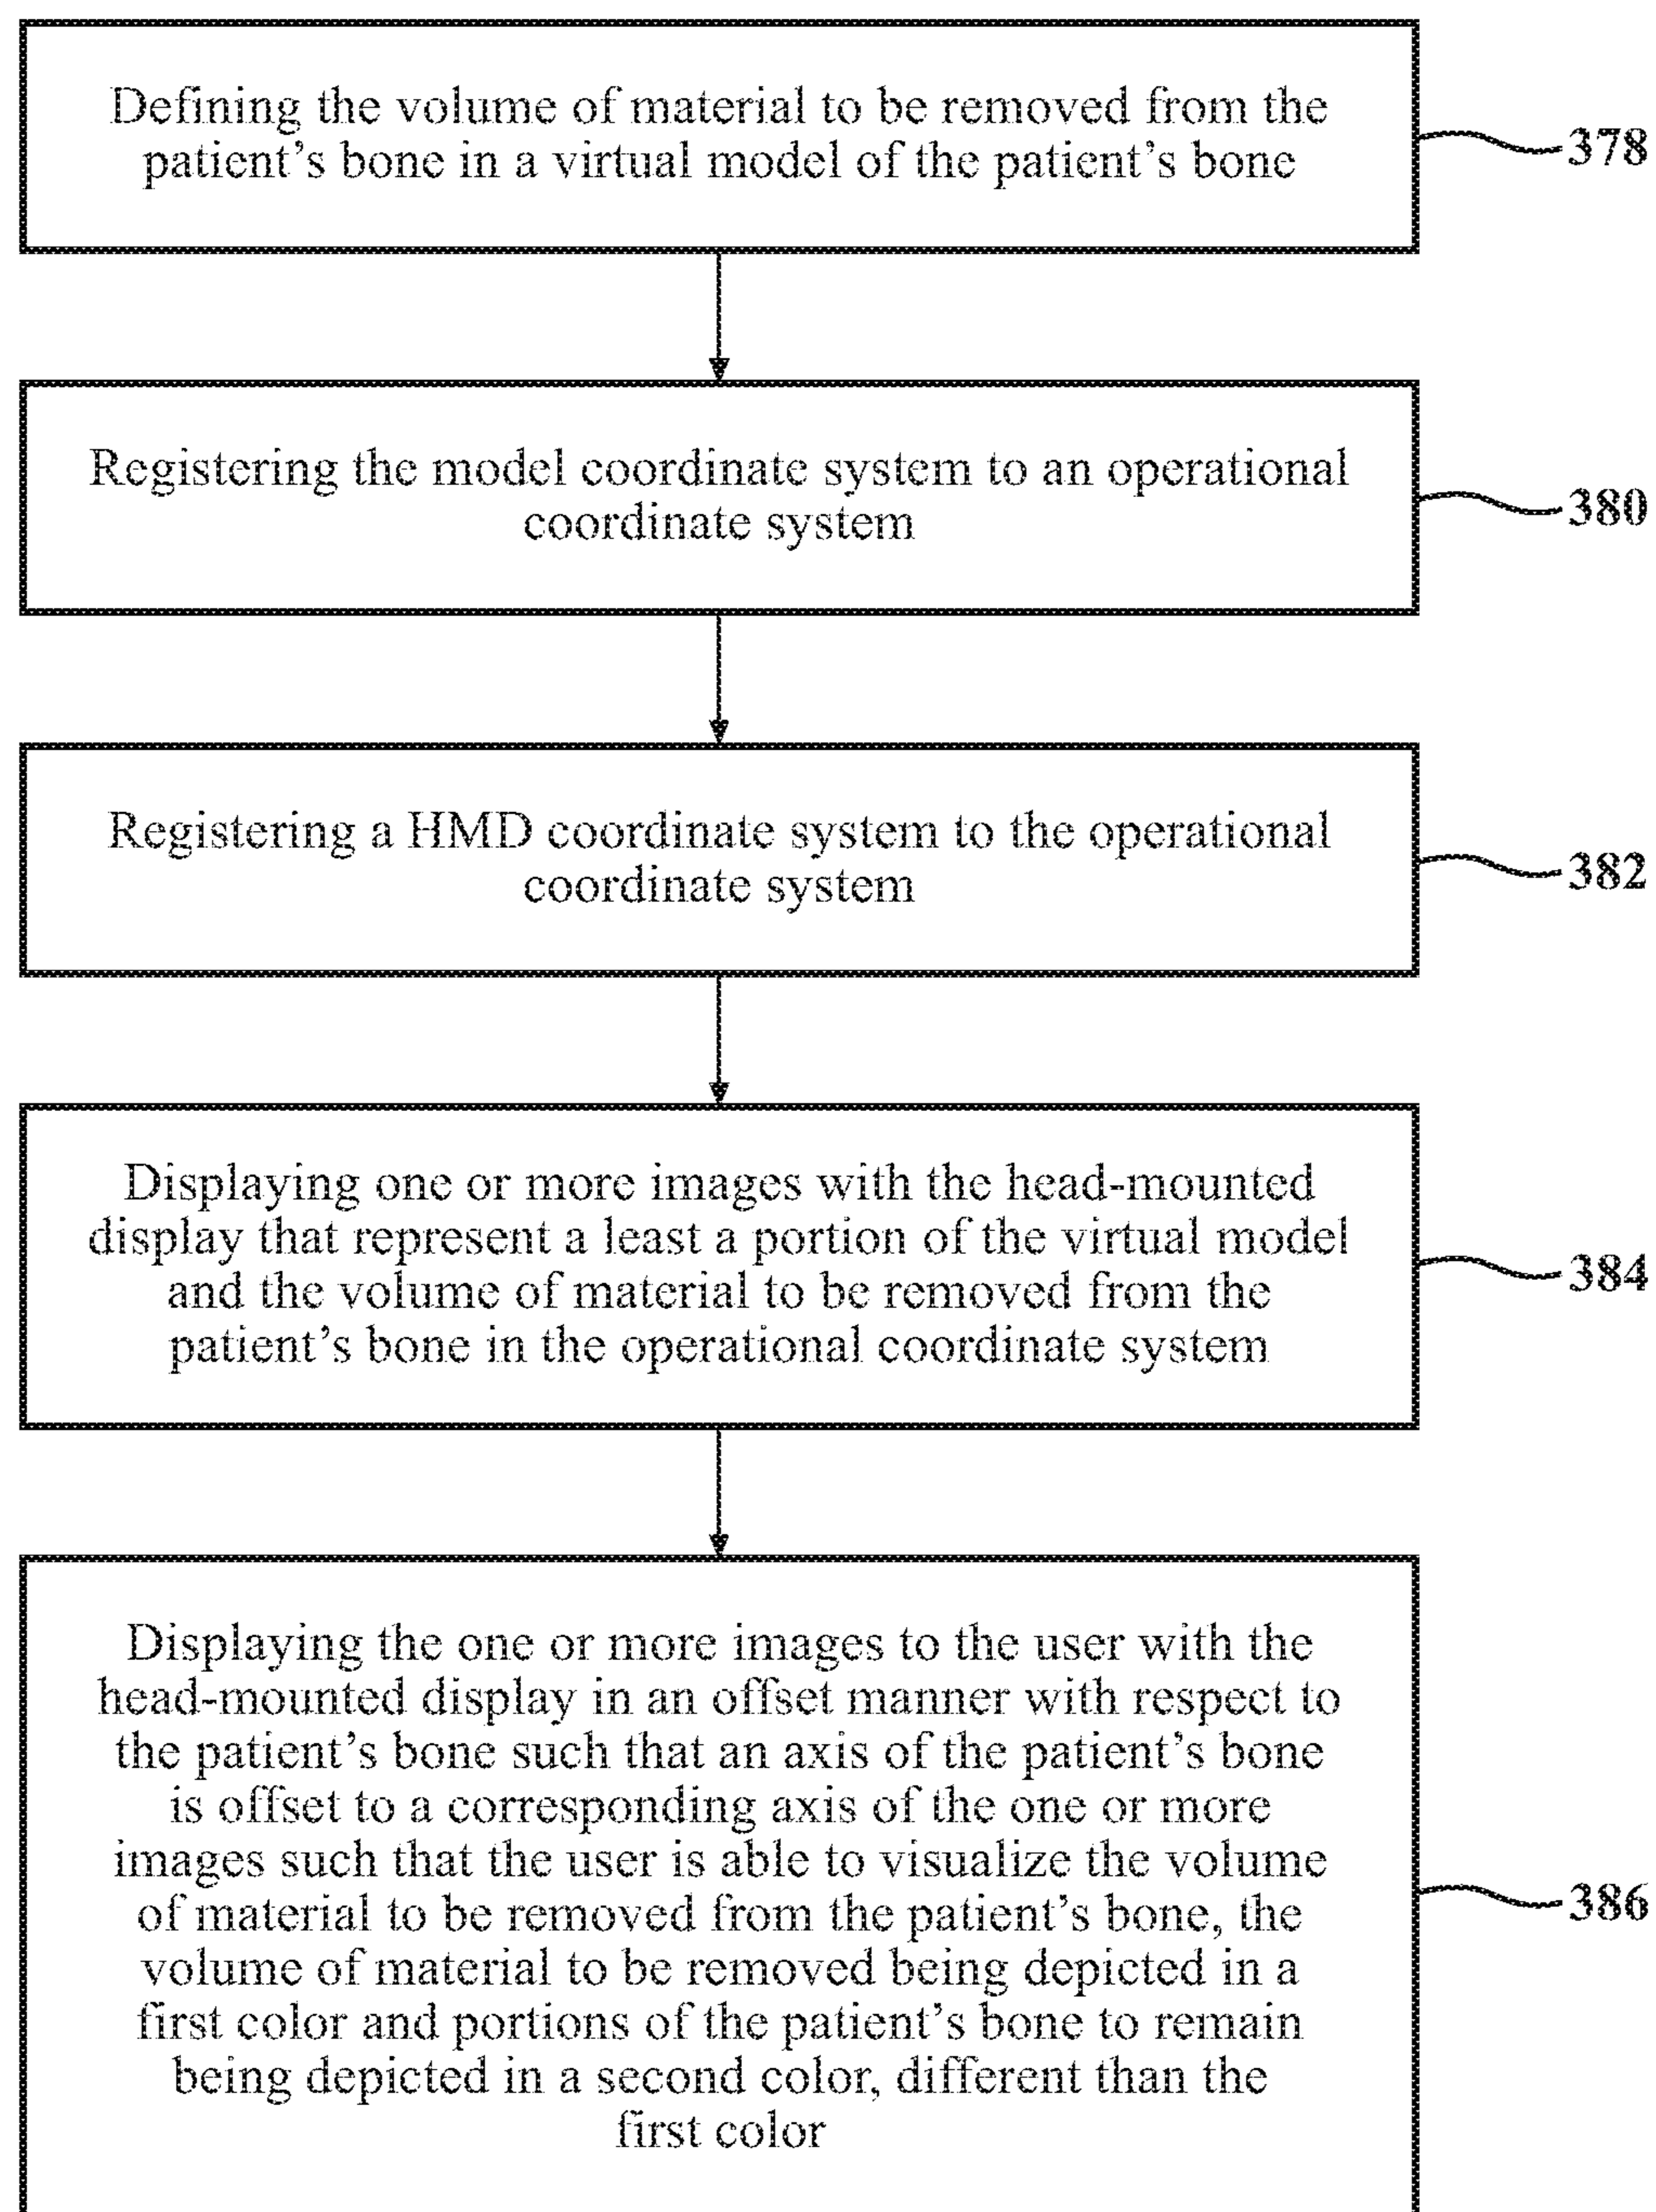 Defining the volume of material to be removed from the
patient's bone in a virtual model of the patient's bone
378
Registering the model coordinate system to an operational
coordinate system
380
Registering a HMD coordinate system to the operational
coordinate system
382
Displaying one or more images with the head-mounted
display that represent a least a portion of the virtual model
and the volume of material to be removed from the
patient's bone in the operational coordinate system
384
Displaying the one or more images to the user with the
head-mounted display in an offset manner with respect to
the patient's bone such that an axis of the patient's bone
is offset to a corresponding axis of the one or more
images such that the user is able to visualize the volume
of material to be removed from the patient's bone, the
volume of material to be removed being depicted in a
first color and portions of the patient's bone to remain
being depicted in a second color, different than the
first color
386